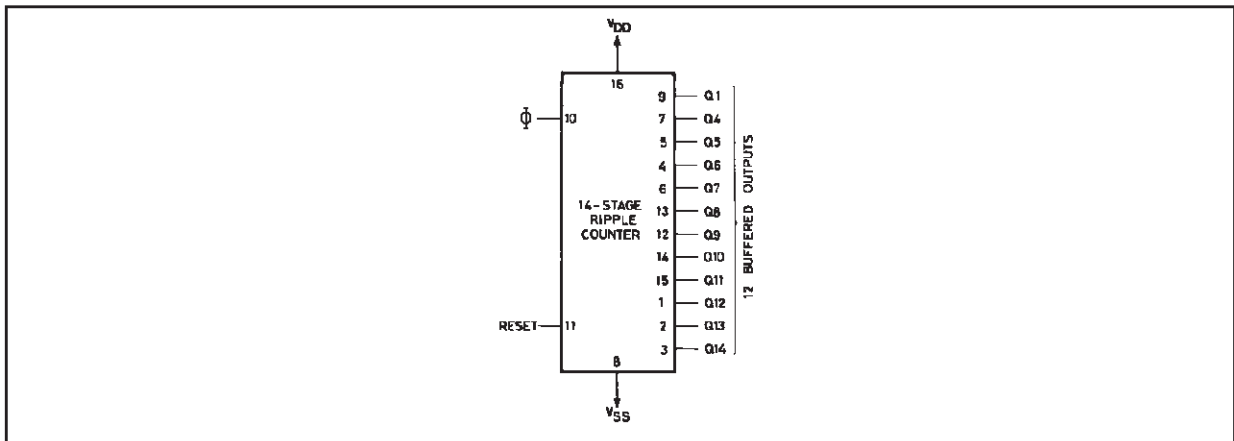 VDD
16
9 Q1
Φ 10 7 Q4
5 Q5
4 Q6
6 Q7
14-STAGE 13 Q8
RIPPLE
COUNTER 12 Q9
14 Q10
15 Q11
1 Q12
RESET 11 2 Q13
3 Q14
8
VSS
12 BUFFERED OUTPUTS